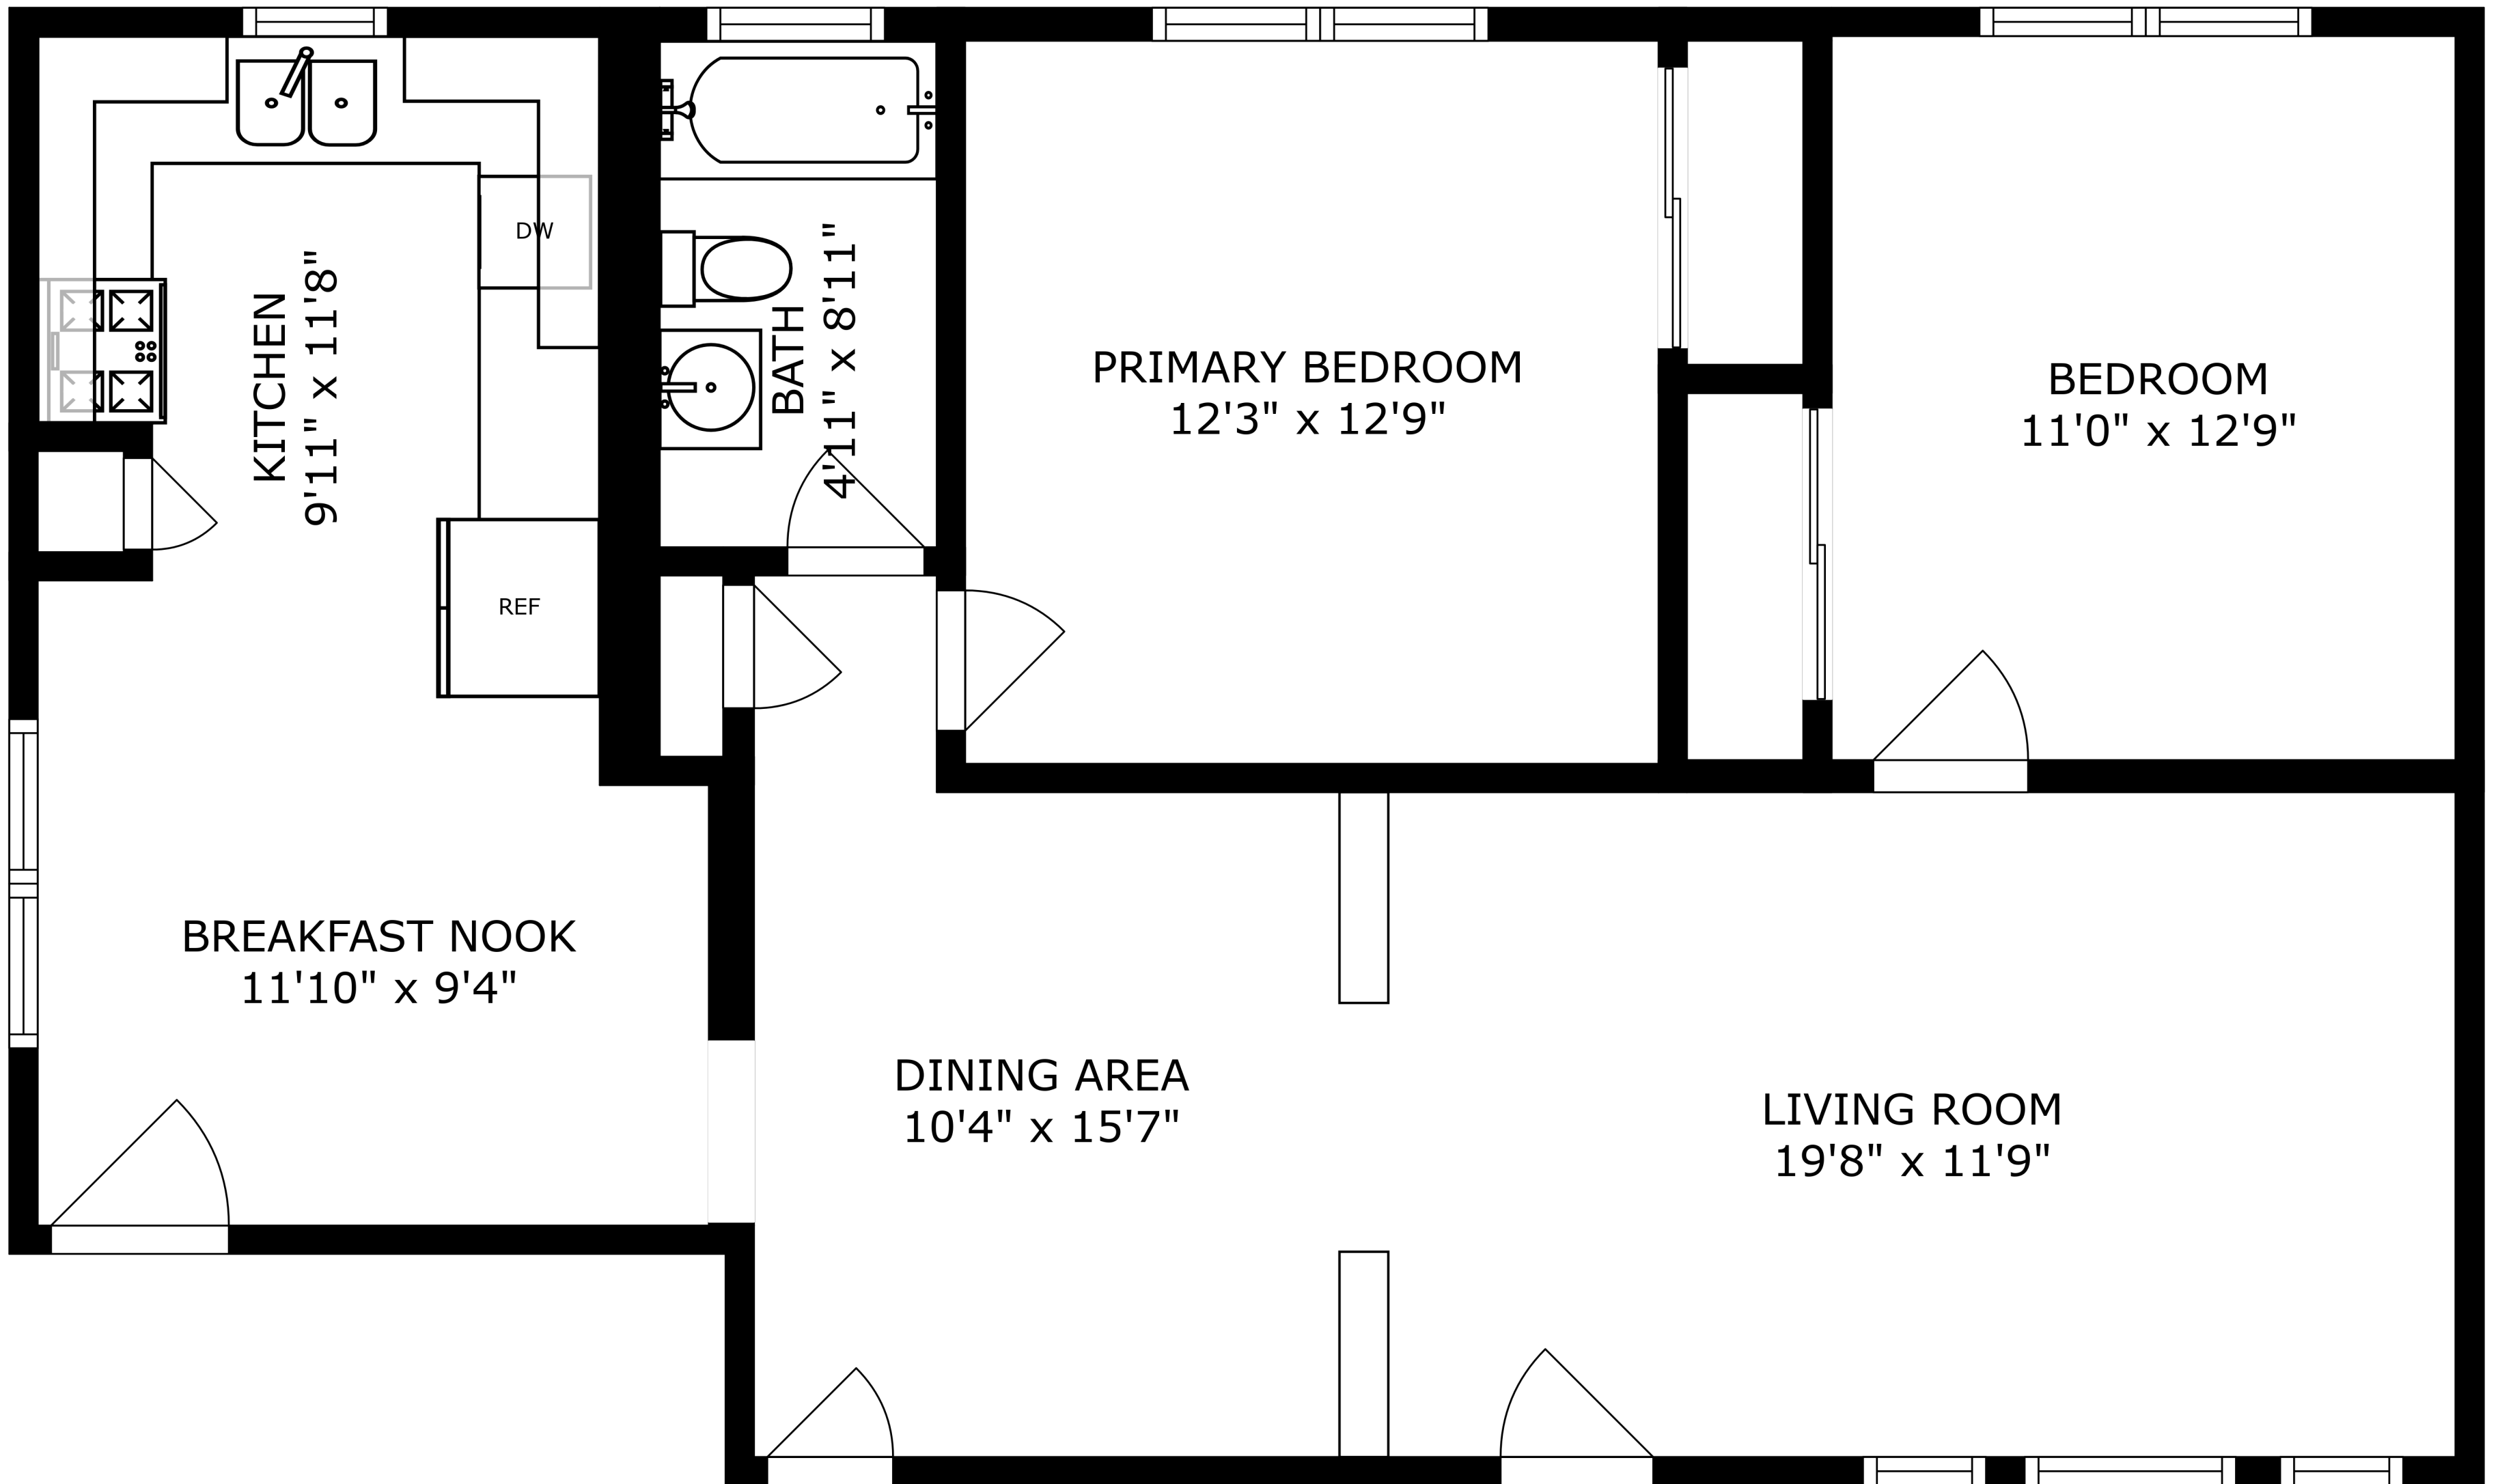 KITCHEN
9'11" x 11'8"
DW
REF
BATH
4'11" x 8'11"
PRIMARY BEDROOM
12'3" x 12'9"
BEDROOM
11'0" x 12'9"
BREAKFAST NOOK
11'10" x 9'4"
DINING AREA
10'4" x 15'7"
LIVING ROOM
19'8" x 11'9"